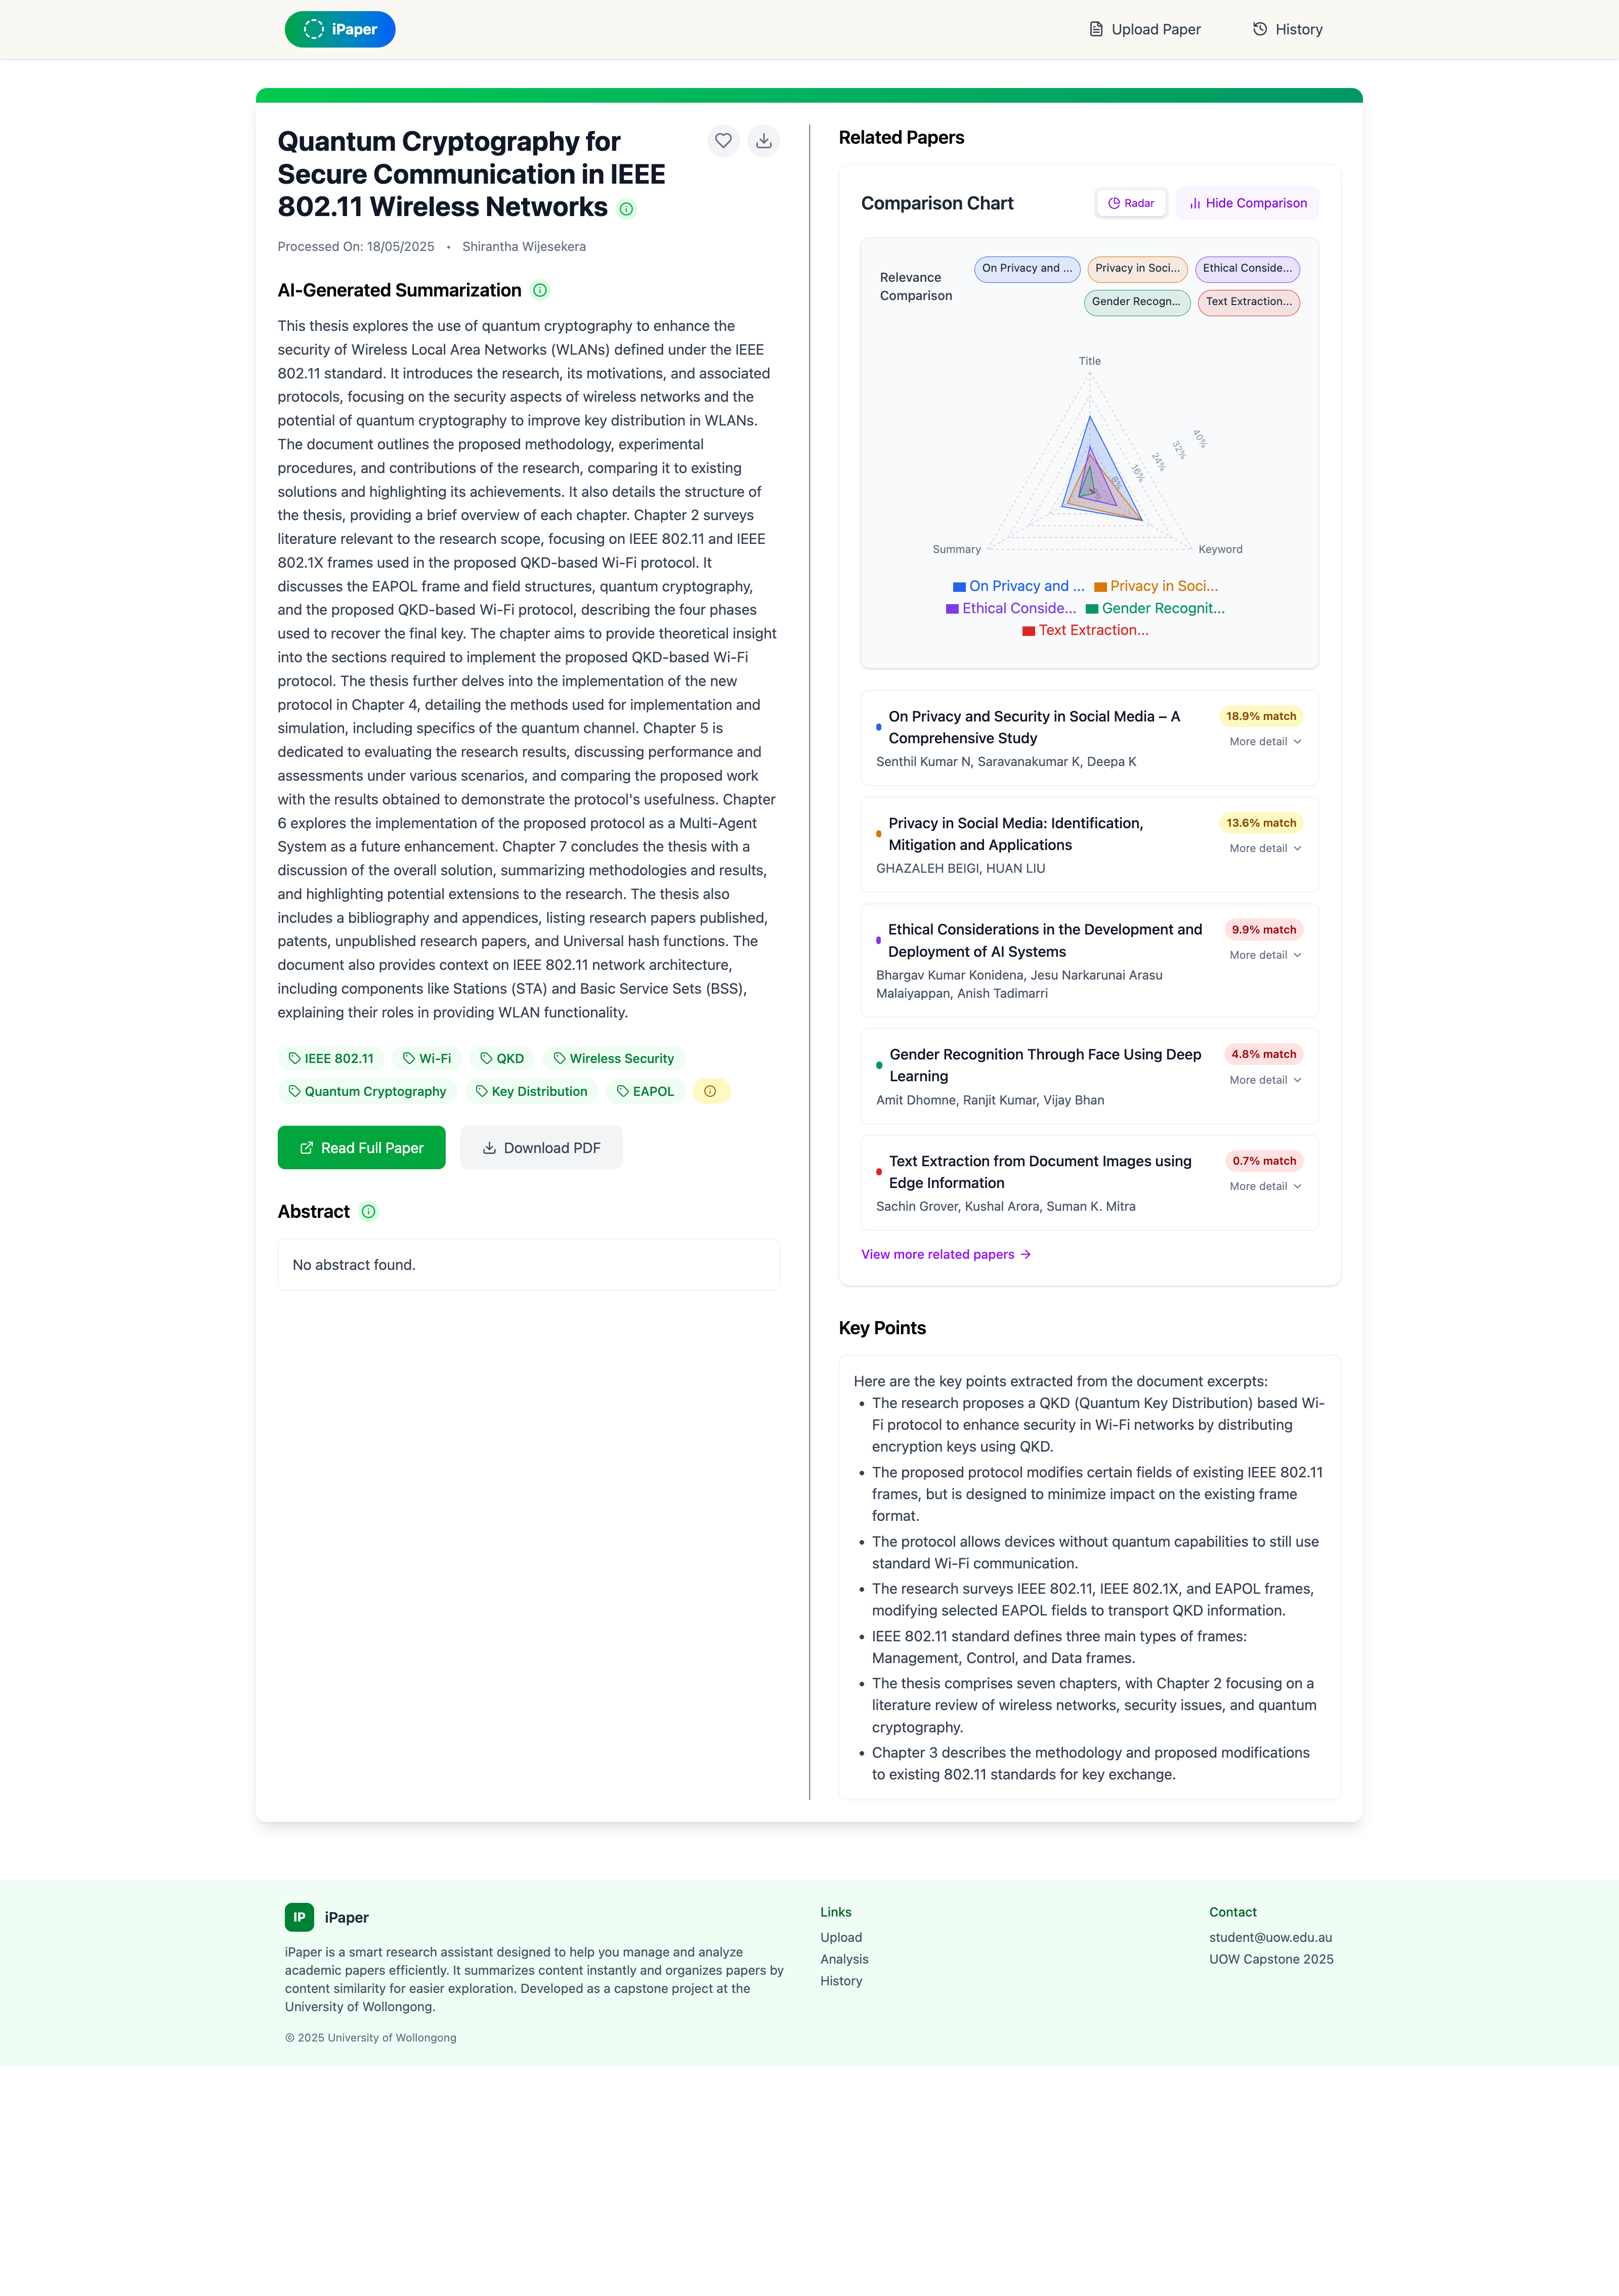 iPaper
Upload Paper
History
Quantum Cryptography for
Secure Communication in IEEE
802.11 Wireless Networks
Processed On: 18/05/2025 • Shirantha Wijesekera
AI-Generated Summarization
This thesis explores the use of quantum cryptography to enhance the
security of Wireless Local Area Networks (WLANs) defined under the IEEE
802.11 standard. It introduces the research, its motivations, and associated
protocols, focusing on the security aspects of wireless networks and the
potential of quantum cryptography to improve key distribution in WLANs.
The document outlines the proposed methodology, experimental
procedures, and contributions of the research, comparing it to existing
solutions and highlighting its achievements. It also details the structure of
the thesis, providing a brief overview of each chapter. Chapter 2 surveys
literature relevant to the research scope, focusing on IEEE 802.11 and IEEE
802.1X frames used in the proposed QKD-based Wi-Fi protocol. It
discusses the EAPOL frame and field structures, quantum cryptography,
and the proposed QKD-based Wi-Fi protocol, describing the four phases
used to recover the final key. The chapter aims to provide theoretical insight
into the sections required to implement the proposed QKD-based Wi-Fi
protocol. The thesis further delves into the implementation of the new
protocol in Chapter 4, detailing the methods used for implementation and
simulation, including specifics of the quantum channel. Chapter 5 is
dedicated to evaluating the research results, discussing performance and
assessments under various scenarios, and comparing the proposed work
with the results obtained to demonstrate the protocol's usefulness. Chapter
6 explores the implementation of the proposed protocol as a Multi-Agent
System as a future enhancement. Chapter 7 concludes the thesis with a
discussion of the overall solution, summarizing methodologies and results,
and highlighting potential extensions to the research. The thesis also
includes a bibliography and appendices, listing research papers published,
patents, unpublished research papers, and Universal hash functions. The
document also provides context on IEEE 802.11 network architecture,
including components like Stations (STA) and Basic Service Sets (BSS),
explaining their roles in providing WLAN functionality.
IEEE 802.11 Wi-Fi QKD Wireless Security
Quantum Cryptography Key Distribution EAPOL
Read Full Paper Download PDF
Abstract
No abstract found.
Related Papers
Comparison Chart
Radar
Hide Comparison
Relevance
Comparison
On Privacy and ... Privacy in Soci... Ethical Conside...
Gender Recogn... Text Extraction...
Title
40%
32%
24%
16%
8%
Summary
Keyword
On Privacy and ... Privacy in Soci...
Ethical Conside... Gender Recognit...
Text Extraction...
On Privacy and Security in Social Media – A
Comprehensive Study
18.9% match
More detail
Senthil Kumar N, Saravanakumar K, Deepa K
Privacy in Social Media: Identification,
Mitigation and Applications
13.6% match
More detail
GHAZALEH BEIGI, HUAN LIU
Ethical Considerations in the Development and
Deployment of AI Systems
9.9% match
More detail
Bhargav Kumar Konidena, Jesu Narkarunai Arasu
Malaiyappan, Anish Tadimarri
Gender Recognition Through Face Using Deep
Learning
4.8% match
More detail
Amit Dhomne, Ranjit Kumar, Vijay Bhan
Text Extraction from Document Images using
Edge Information
0.7% match
More detail
Sachin Grover, Kushal Arora, Suman K. Mitra
View more related papers →
Key Points
Here are the key points extracted from the document excerpts:
• The research proposes a QKD (Quantum Key Distribution) based Wi-
Fi protocol to enhance security in Wi-Fi networks by distributing
encryption keys using QKD.
• The proposed protocol modifies certain fields of existing IEEE 802.11
frames, but is designed to minimize impact on the existing frame
format.
• The protocol allows devices without quantum capabilities to still use
standard Wi-Fi communication.
• The research surveys IEEE 802.11, IEEE 802.1X, and EAPOL frames,
modifying selected EAPOL fields to transport QKD information.
• IEEE 802.11 standard defines three main types of frames:
Management, Control, and Data frames.
• The thesis comprises seven chapters, with Chapter 2 focusing on a
literature review of wireless networks, security issues, and quantum
cryptography.
• Chapter 3 describes the methodology and proposed modifications
to existing 802.11 standards for key exchange.
IP iPaper
iPaper is a smart research assistant designed to help you manage and analyze
academic papers efficiently. It summarizes content instantly and organizes papers by
content similarity for easier exploration. Developed as a capstone project at the
University of Wollongong.
© 2025 University of Wollongong
Links
Upload
Analysis
History
Contact
student@uow.edu.au
UOW Capstone 2025